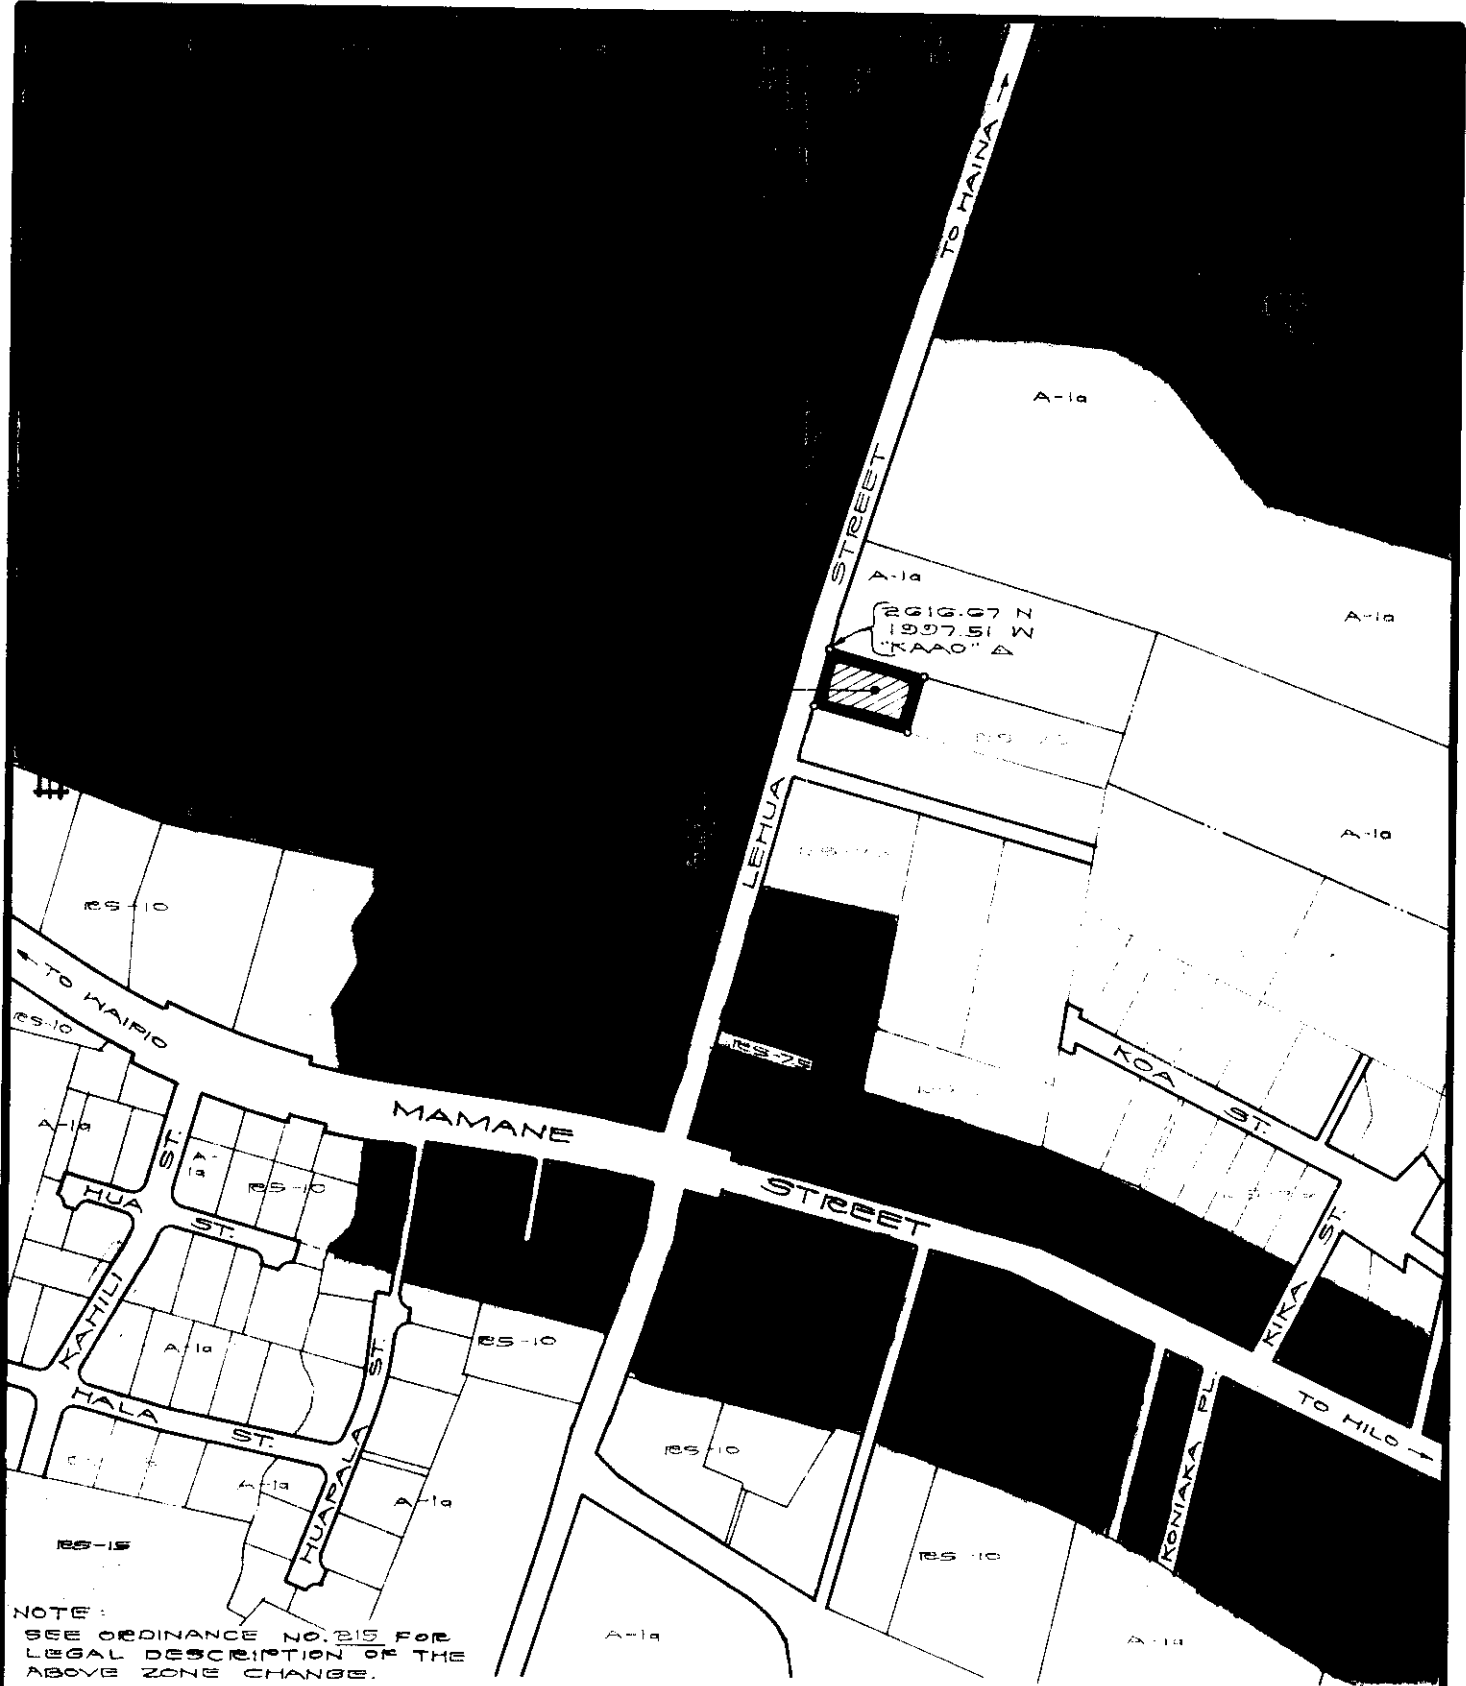 TO HAINA →
A-1a
STREET
A-1a
2616.67 N
1997.51 W
"KAAO" △
A-1a
LEHUA
A-1a
RS-10
← TO WAIPIO
RS-10
RS-7.5
KOA
ST.
MAMANE
STREET
A-1a
ST.
A-
1a
RS-10
HUA
ST.
KIKA
ST.
KAHILI
A-1a
ST.
RS-10
HALA
ST.
KONIAKA PL.
TO HILO →
RS-10
A-1a
HUAPALA
A-1a
RS-15
RS-10
NOTE:
SEE ORDINANCE NO. 215 FOR
LEGAL DESCRIPTION OF THE
ABOVE ZONE CHANGE.
A-1a
A-1a